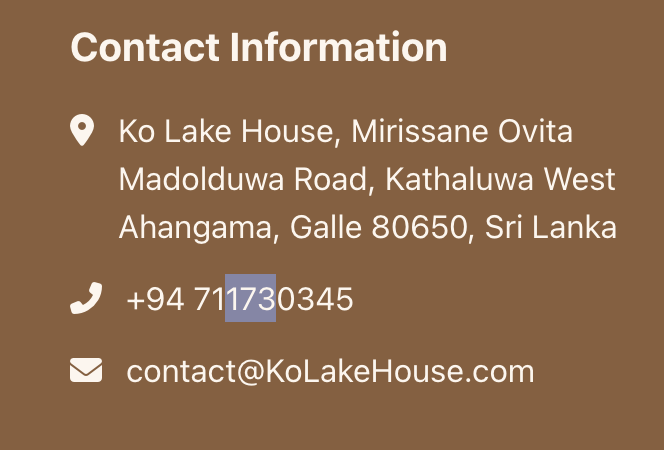 Contact Information
Ko Lake House, Mirissane Ovita
Madolduwa Road, Kathaluwa West
Ahangama, Galle 80650, Sri Lanka
+94 711730345
contact@KoLakeHouse.com